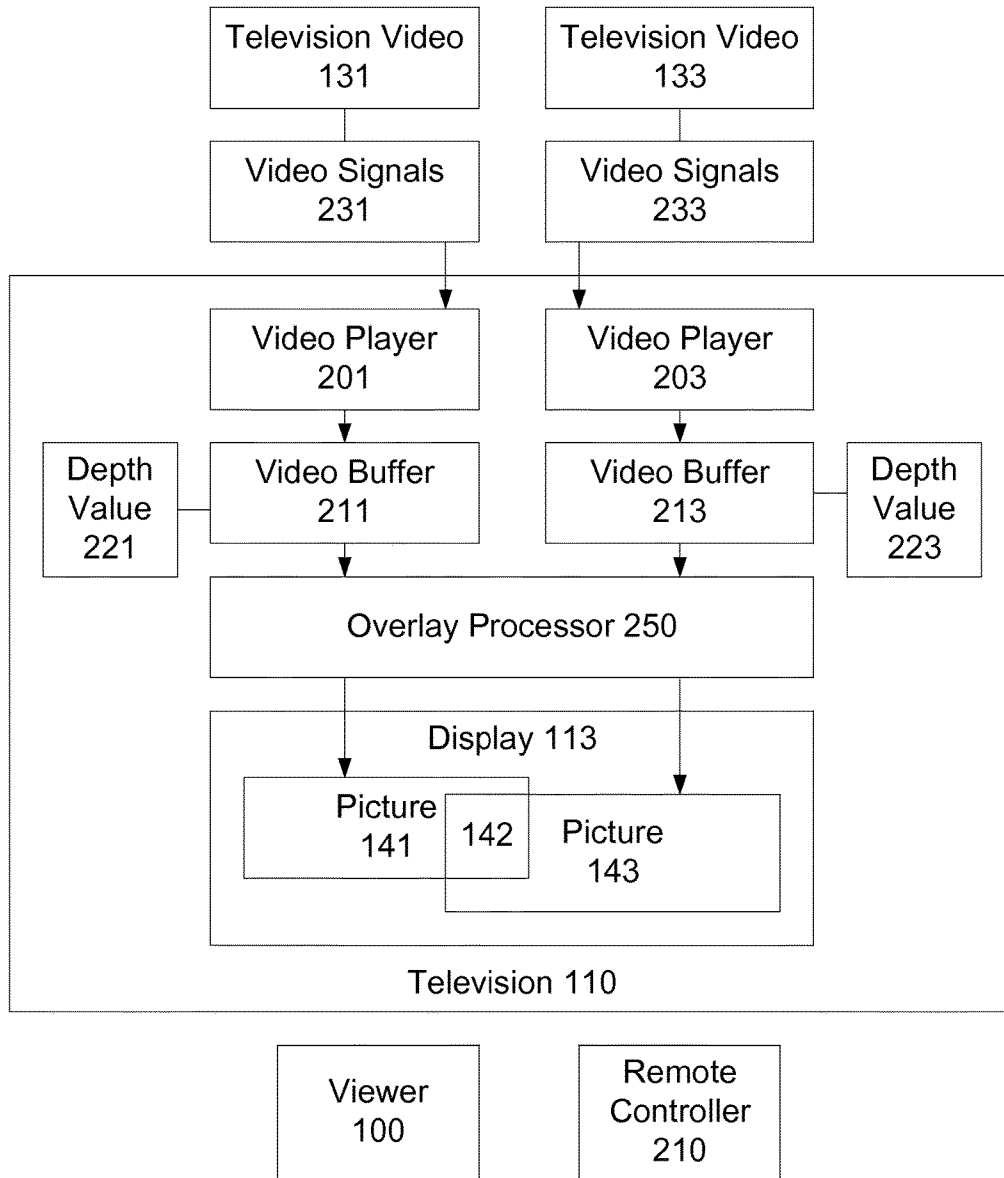 Television Video
131
Television Video
133
Video Signals
231
Video Signals
233
Video Player
201
Video Player
203
Depth
Value
221
Video Buffer
211
Video Buffer
213
Depth
Value
223
Overlay Processor 250
Display 113
Picture
141
142
Picture
143
Television 110
Viewer
100
Remote
Controller
210